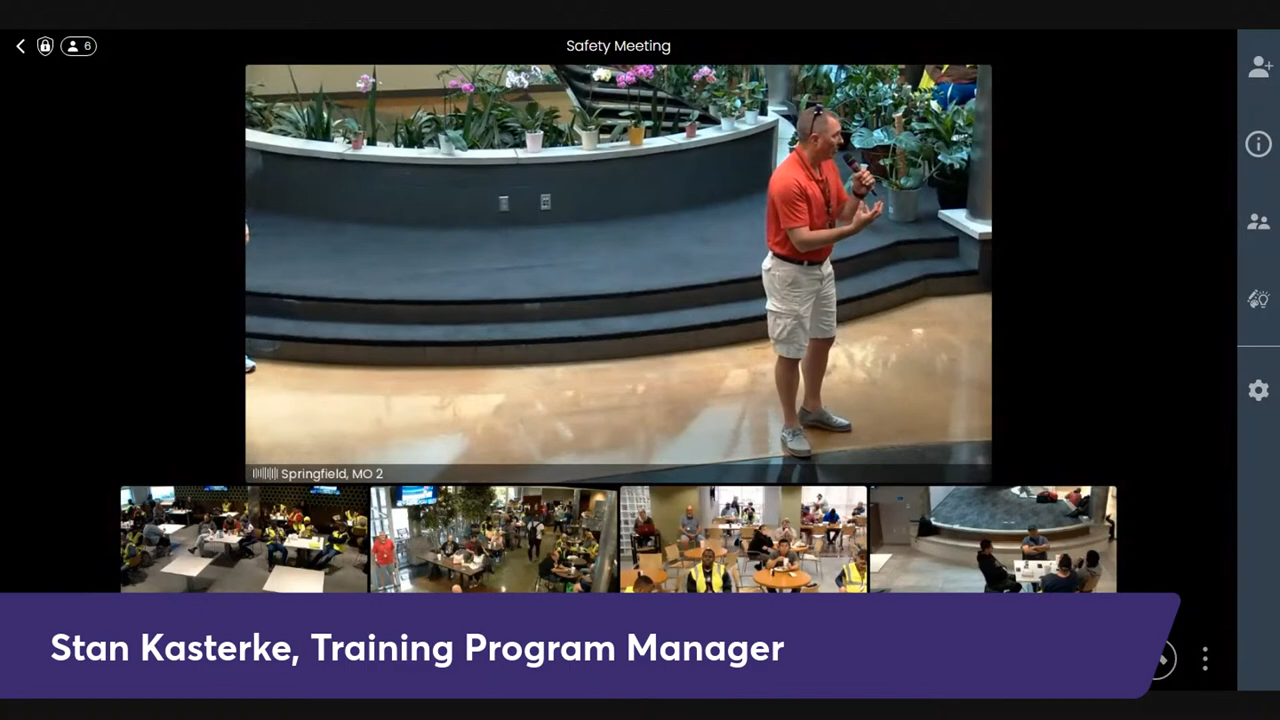 6
Safety Meeting
Springfield, MO 2
Stan Kasterke, Training Program Manager